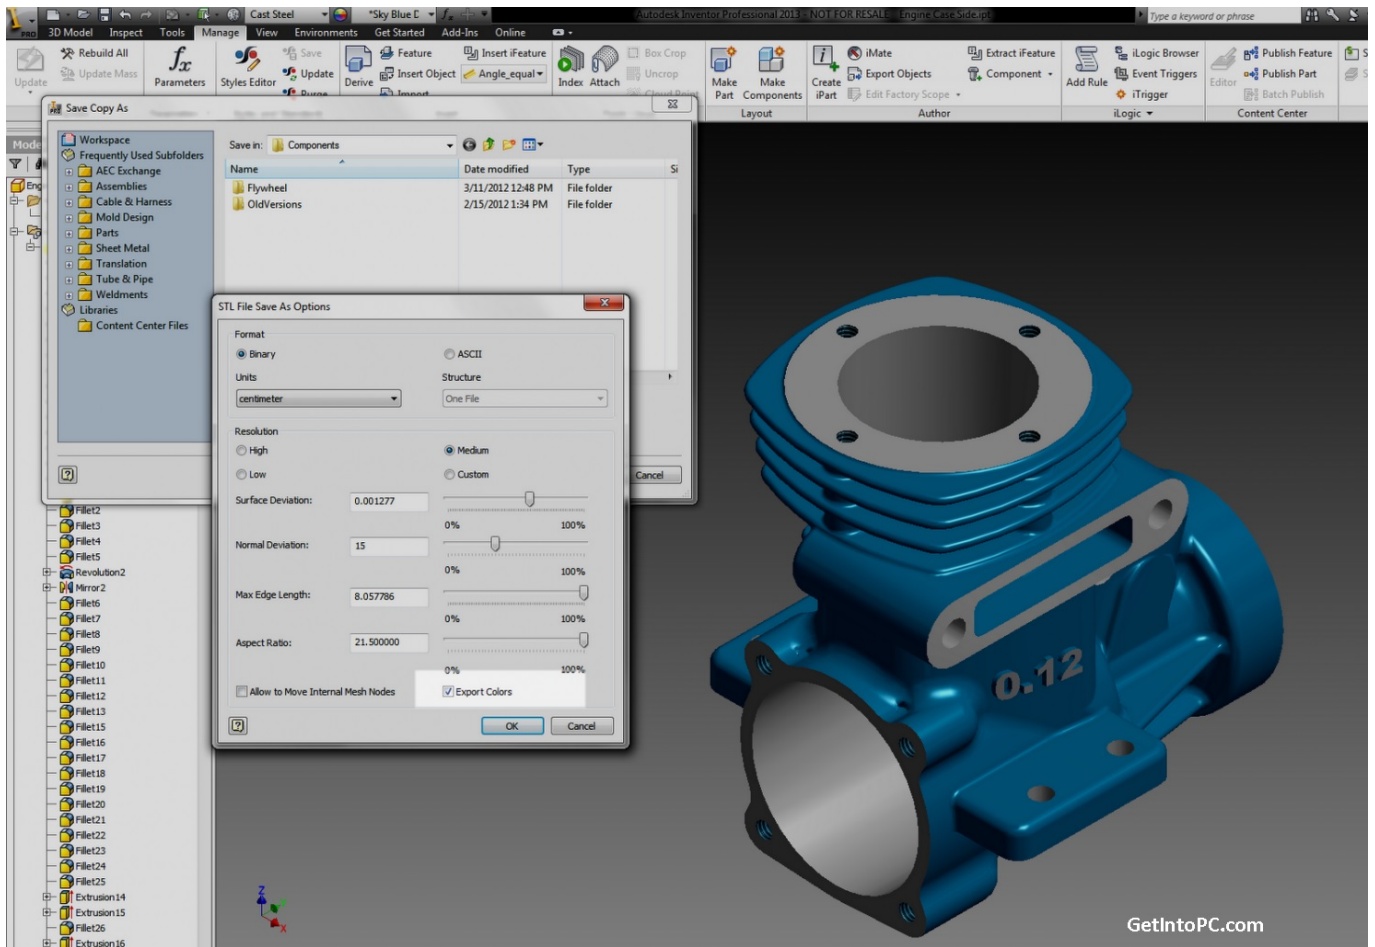 Cast Steel
*Sky Blue D
Autodesk Inventor Professional 2013 - NOT FOR RESALE Engine Case Side.ipt
Type a keyword or phrase
PRO
3D Model Inspect Tools Manage View Environments Get Started Add-Ins Online
Rebuild All
Update Mass
Update
fx
Parameters
Styles Editor
Save
Update
Purge
Derive
Feature
Insert Object
Import
Insert iFeature
Angle_equal
Index Attach
Box Crop
Uncrop
Cloud Point
Make Part
Make Components
Layout
Create iPart
iMate
Export Objects
Edit Factory Scope
Extract iFeature
Component
Author
Add Rule
iLogic Browser
Event Triggers
iTrigger
iLogic
Editor
Publish Feature
Publish Part
Batch Publish
Content Center
Save Copy As
Workspace
Frequently Used Subfolders
AEC Exchange
Assemblies
Cable & Harness
Mold Design
Parts
Sheet Metal
Translation
Tube & Pipe
Weldments
Libraries
Content Center Files
Save in: Components
Name Date modified Type Si
Flywheel 3/11/2012 12:48 PM File folder
OldVersions 2/15/2012 1:34 PM File folder
Cancel
STL File Save As Options
Format
Binary ASCII
Units Structure
centimeter One File
Resolution
High Medium
Low Custom
Surface Deviation: 0.001277
0% 100%
Normal Deviation: 15
0% 100%
Max Edge Length: 8.057786
0% 100%
Aspect Ratio: 21.500000
0% 100%
Allow to Move Internal Mesh Nodes Export Colors
OK Cancel
Fillet2
Fillet3
Fillet4
Fillet5
Revolution2
Mirror2
Fillet6
Fillet7
Fillet8
Fillet9
Fillet10
Fillet11
Fillet12
Fillet13
Fillet15
Fillet16
Fillet17
Fillet18
Fillet19
Fillet20
Fillet21
Fillet22
Fillet23
Fillet24
Fillet25
Extrusion14
Extrusion15
Fillet26
Extrusion16
0.12
Z
X
GetIntoPC.com